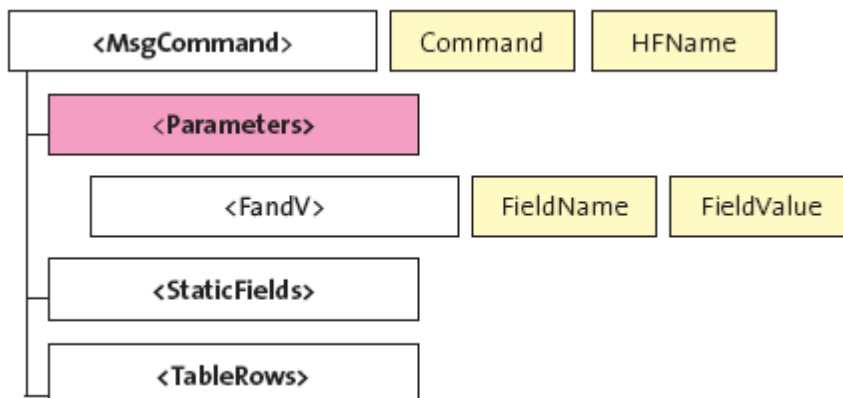 <MsgCommand> Command HFName
<Parameters>
<FandV> FieldName FieldValue
<StaticFields>
<TableRows>